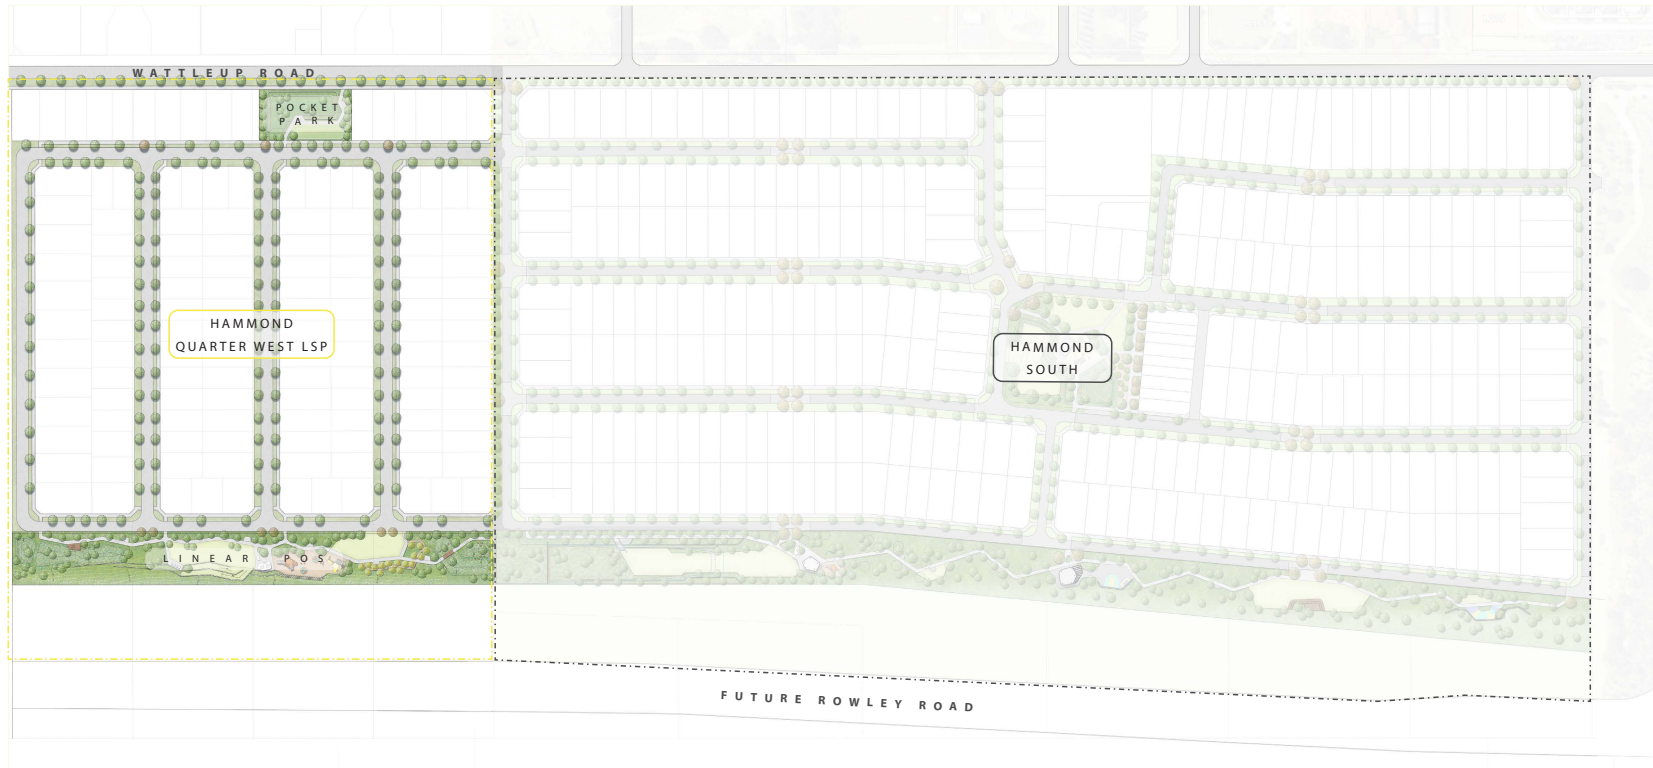 WATTLEUP ROAD
POCKET
PARK
HAMMOND
QUARTER WEST LSP
HAMMOND
SOUTH
LINEAR POS
FUTURE ROWLEY ROAD